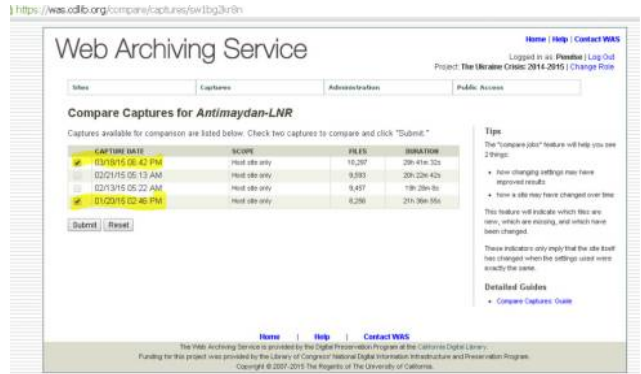 https://was.cdlib.org/compare/captures/sw1bg2kr8n
Home | Help | Contact WAS
Web Archiving Service
Logged in as: | Log Out
Project: The Ukraine Crisis: 2014-2015 | Change Role
Sites Captures Administration Public Access
Compare Captures for Antimaydan-LNR
Captures available for comparison are listed below. Check two captures to compare and click "Submit."
CAPTURE DATE SCOPE FILES DURATION
03/18/15 06:42 PM Host site only 10,297 20h 41m 32s
02/21/15 05:13 AM Host site only 9,593 20h 22m 42s
02/13/15 05:22 AM Host site only 9,457 19h 28m 8s
01/20/15 02:46 PM Host site only 8,286 21h 36m 55s
Submit Reset
Tips
The "compare jobs" feature will help you see
2 things:
• How changing settings may have
improved results
• how a site may have changed over time
This feature will indicate which files are
new, which are missing, and which have
been changed.
These indicators only imply that the site itself
has changed when the settings used were
exactly the same.
Detailed Guides
• Compare Captures: Guide
Home | Help | Contact WAS
The Web Archiving Service is provided by the Digital Preservation Program at the California Digital Library.
Funding for this project was provided by the Library of Congress' National Digital Information Infrastructure and Preservation Program.
Copyright © 2007-2015 The Regents of The University of California.